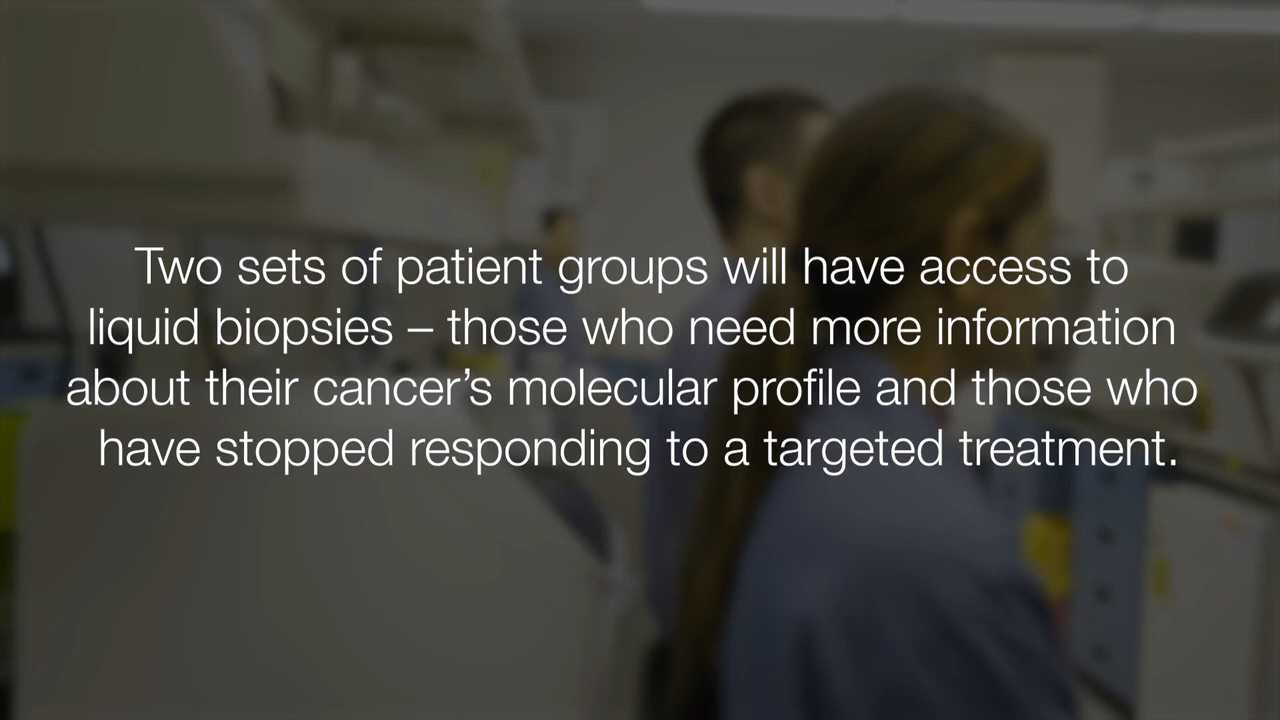 Two sets of patient groups will have access to
liquid biopsies – those who need more information
about their cancer’s molecular profile and those who
have stopped responding to a targeted treatment.